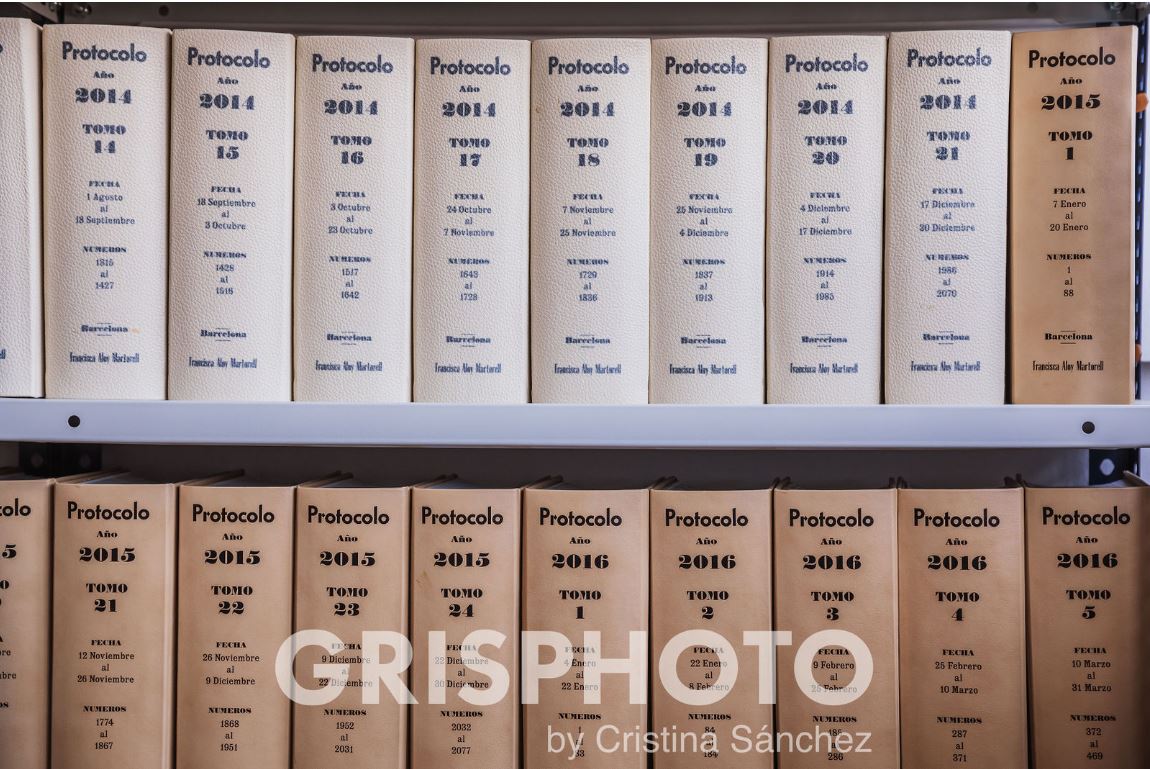 Protocolo
Año
2014
TOMO
14
FECHA
1 Agosto
al
18 Septiembre
NUMEROS
1315
al
1427
Barcelona
Francisca Aloy Martorell
Protocolo
Año
2014
TOMO
15
FECHA
18 Septiembre
al
3 Octubre
NUMEROS
1428
al
1516
Barcelona
Francisca Aloy Martorell
Protocolo
Año
2014
TOMO
16
FECHA
3 Octubre
al
23 Octubre
NUMEROS
1517
al
1642
Barcelona
Francisca Aloy Martorell
Protocolo
Año
2014
TOMO
17
FECHA
24 Octubre
al
7 Noviembre
NUMEROS
1643
al
1728
Barcelona
Francisca Aloy Martorell
Protocolo
Año
2014
TOMO
18
FECHA
7 Noviembre
al
25 Noviembre
NUMEROS
1729
al
1836
Barcelona
Francisca Aloy Martorell
Protocolo
Año
2014
TOMO
19
FECHA
25 Noviembre
al
4 Diciembre
NUMEROS
1837
al
1913
Barcelona
Francisca Aloy Martorell
Protocolo
Año
2014
TOMO
20
FECHA
4 Diciembre
al
17 Diciembre
NUMEROS
1914
al
1985
Barcelona
Francisca Aloy Martorell
Protocolo
Año
2014
TOMO
21
FECHA
17 Diciembre
al
30 Diciembre
NUMEROS
1986
al
2070
Barcelona
Francisca Aloy Martorell
Protocolo
Año
2015
TOMO
1
FECHA
7 Enero
al
20 Enero
NUMEROS
1
al
88
Barcelona
Francisca Aloy Martorell
Protocolo
Año
2015
TOMO
21
FECHA
12 Noviembre
al
26 Noviembre
NUMEROS
1774
al
1867
Protocolo
Año
2015
TOMO
22
FECHA
26 Noviembre
al
9 Diciembre
NUMEROS
1868
al
1951
Protocolo
Año
2015
TOMO
23
FECHA
9 Diciembre
al
22 Diciembre
NUMEROS
1952
al
2031
Protocolo
Año
2015
TOMO
24
FECHA
22 Diciembre
al
30 Diciembre
NUMEROS
2032
al
2077
Protocolo
Año
2016
TOMO
1
FECHA
4 Enero
al
22 Enero
NUMEROS
al
Protocolo
Año
2016
TOMO
2
FECHA
22 Enero
al
8 Febrero
NUMEROS
84
al
Protocolo
Año
2016
TOMO
3
FECHA
9 Febrero
al
25 Febrero
NUMEROS
al
286
Protocolo
Año
2016
TOMO
4
FECHA
25 Febrero
al
10 Marzo
NUMEROS
287
al
371
Protocolo
Año
2016
TOMO
5
FECHA
10 Marzo
al
31 Marzo
NUMEROS
372
al
469
GRISPHOTO
by Cristina Sánchez